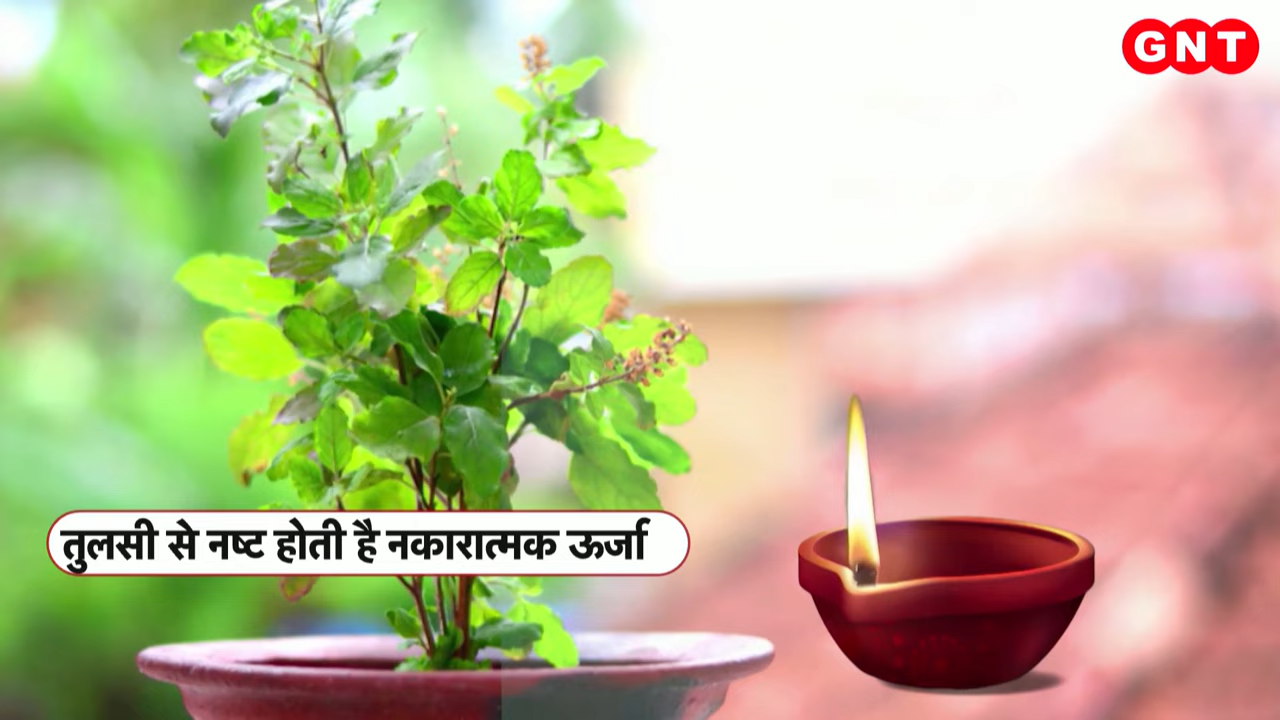 GNT
तुलसी से नष्ट होती है नकारात्मक ऊर्जा